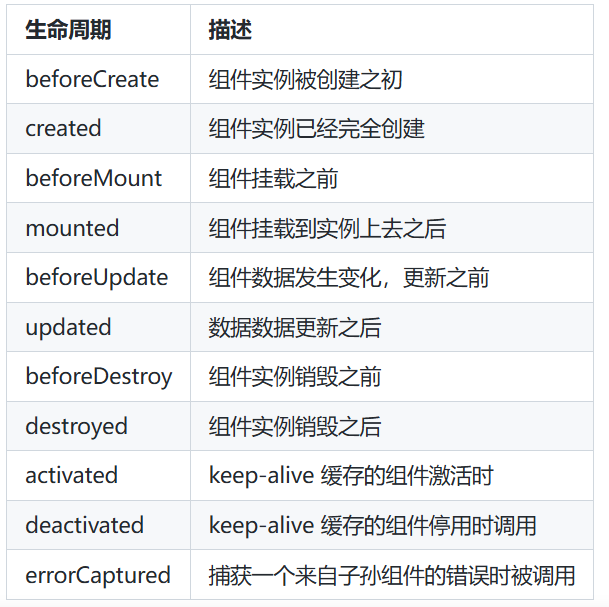 生命周期 描述
beforeCreate 组件实例被创建之初
created 组件实例已经完全创建
beforeMount 组件挂载之前
mounted 组件挂载到实例上去之后
beforeUpdate 组件数据发生变化，更新之前
updated 数据数据更新之后
beforeDestroy 组件实例销毁之前
destroyed 组件实例销毁之后
activated keep-alive 缓存的组件激活时
deactivated keep-alive 缓存的组件停用时调用
errorCaptured 捕获一个来自子孙组件的错误时被调用